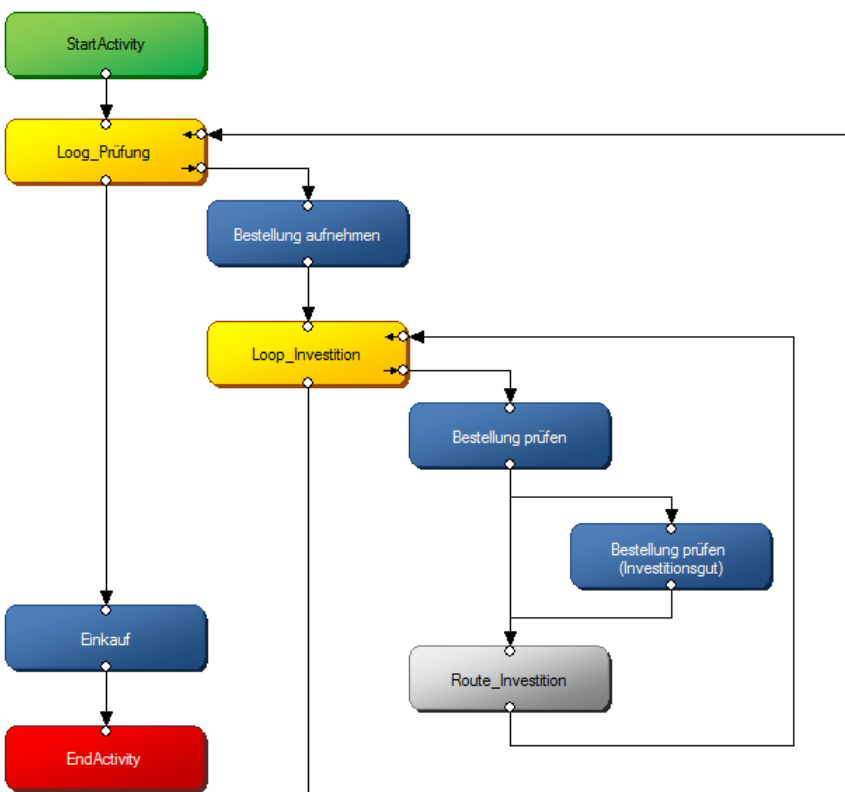 StartActivity
Loog_Prüfung
Bestellung aufnehmen
Loop_Investition
Bestellung prüfen
Bestellung prüfen
(Investitionsgut)
Einkauf
Route_Investition
EndActivity